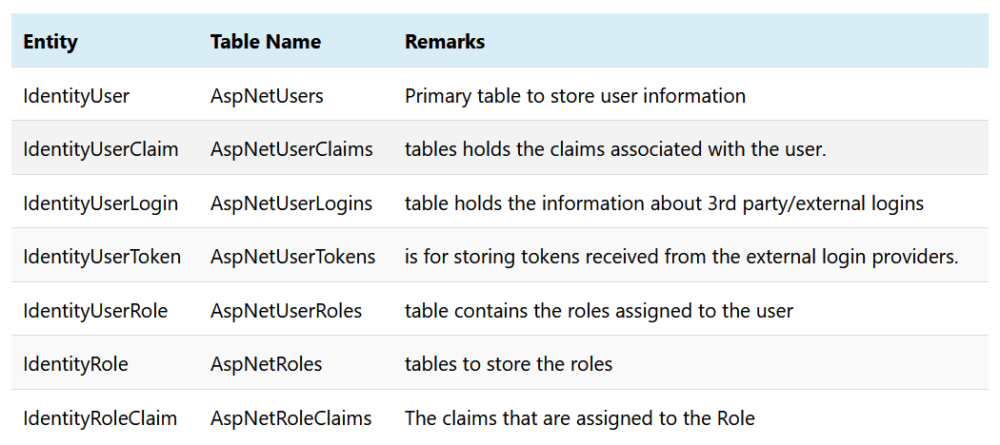 Entity Table Name Remarks
IdentityUser AspNetUsers Primary table to store user information
IdentityUserClaim AspNetUserClaims tables holds the claims associated with the user.
IdentityUserLogin AspNetUserLogins table holds the information about 3rd party/external logins
IdentityUserToken AspNetUserTokens is for storing tokens received from the external login providers.
IdentityUserRole AspNetUserRoles table contains the roles assigned to the user
IdentityRole AspNetRoles tables to store the roles
IdentityRoleClaim AspNetRoleClaims The claims that are assigned to the Role